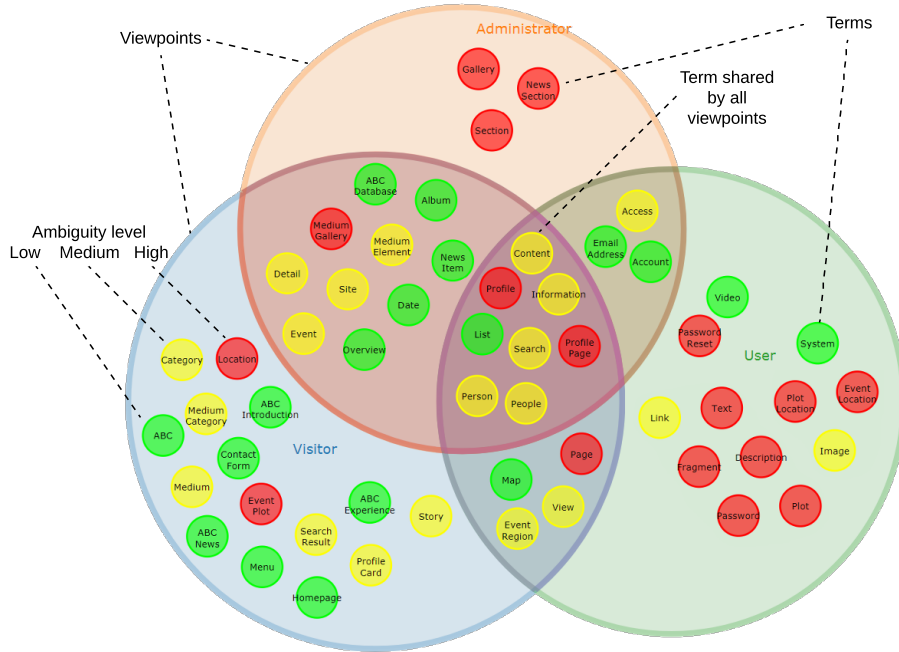 Administrator
Viewpoints
Terms
Gallery
News
Section
Term shared
by all
viewpoints
Section
ABC
Database
Album
Access
Medium
Gallery
Medium
Element
Email
Address
Account
Content
News
Item
Ambiguity level
Low
Medium
High
Detail
Site
Date
Profile
Information
Video
Event
Overview
List
Search
Profile
Page
Password
Reset
System
User
Category
Location
Person
People
Event
Location
Plot
Location
Text
Link
Medium
Category
ABC
Introduction
ABC
Contact
Form
Visitor
Page
Map
View
Event
Region
Fragment
Description
Image
Password
Plot
Medium
Event
Plot
ABC
Experience
Story
ABC
News
Search
Result
Menu
Profile
Card
Homepage